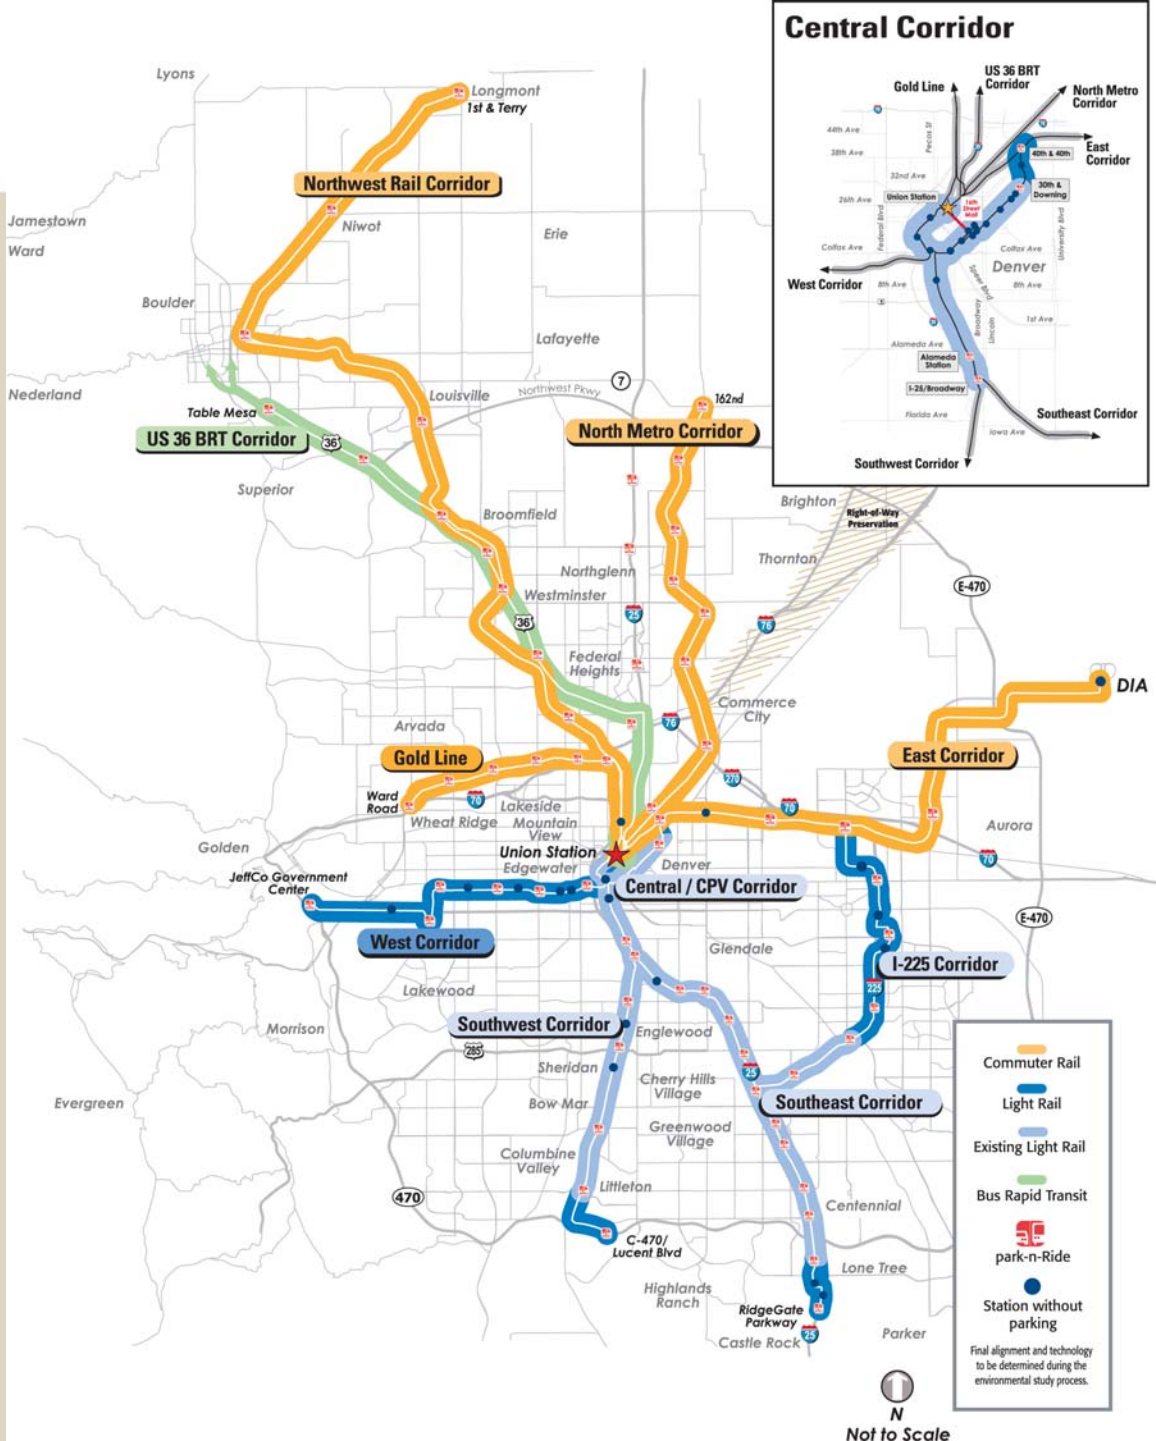 Central Corridor
Gold Line
US 36 BRT
Corridor
North Metro
Corridor
44th Ave
38th Ave
Pecos St
East
Corridor
40th & 40th
32nd Ave
30th &
Downing
Union Station
16th
Street
Mall
26th Ave
Federal Blvd
University Blvd
Colfax Ave
Colfax Ave
Denver
West Corridor
8th Ave
Speer Blvd
8th Ave
Broadway
Lincoln
1st Ave
Alameda Ave
Alameda
Station
I-25/Broadway
Florida Ave
Iowa Ave
Southeast Corridor
Southwest Corridor
Lyons
Longmont
1st & Terry
Northwest Rail Corridor
Jamestown
Ward
Niwot
Erie
Boulder
Lafayette
Nederland
Northwest Pkwy
7
Louisville
Table Mesa
162nd
US 36 BRT Corridor
36
North Metro Corridor
Superior
Broomfield
Brighton
Right-of-Way
Preservation
Thornton
Northglenn
Westminster
E-470
25
76
36
Federal
Heights
DIA
Commerce
City
76
Arvada
Gold Line
East Corridor
270
Ward
Road
70
70
Lakeside
Wheat Ridge
Mountain
View
Aurora
Golden
Union Station
Edgewater
Denver
70
JeffCo Government
Center
Central / CPV Corridor
E-470
West Corridor
Glendale
I-225 Corridor
Lakewood
225
Morrison
Southwest Corridor
Englewood
285
Sheridan
25
Cherry Hills
Village
Evergreen
Bow Mar
Southeast Corridor
Greenwood
Village
Columbine
Valley
Littleton
470
Centennial
C-470/
Lucent Blvd
Lone Tree
Highlands
Ranch
RidgeGate
Parkway
25
Castle Rock
Parker
Commuter Rail
Light Rail
Existing Light Rail
Bus Rapid Transit
park-n-Ride
Station without
parking
Final alignment and technology
to be determined during the
environmental study process.
N
Not to Scale